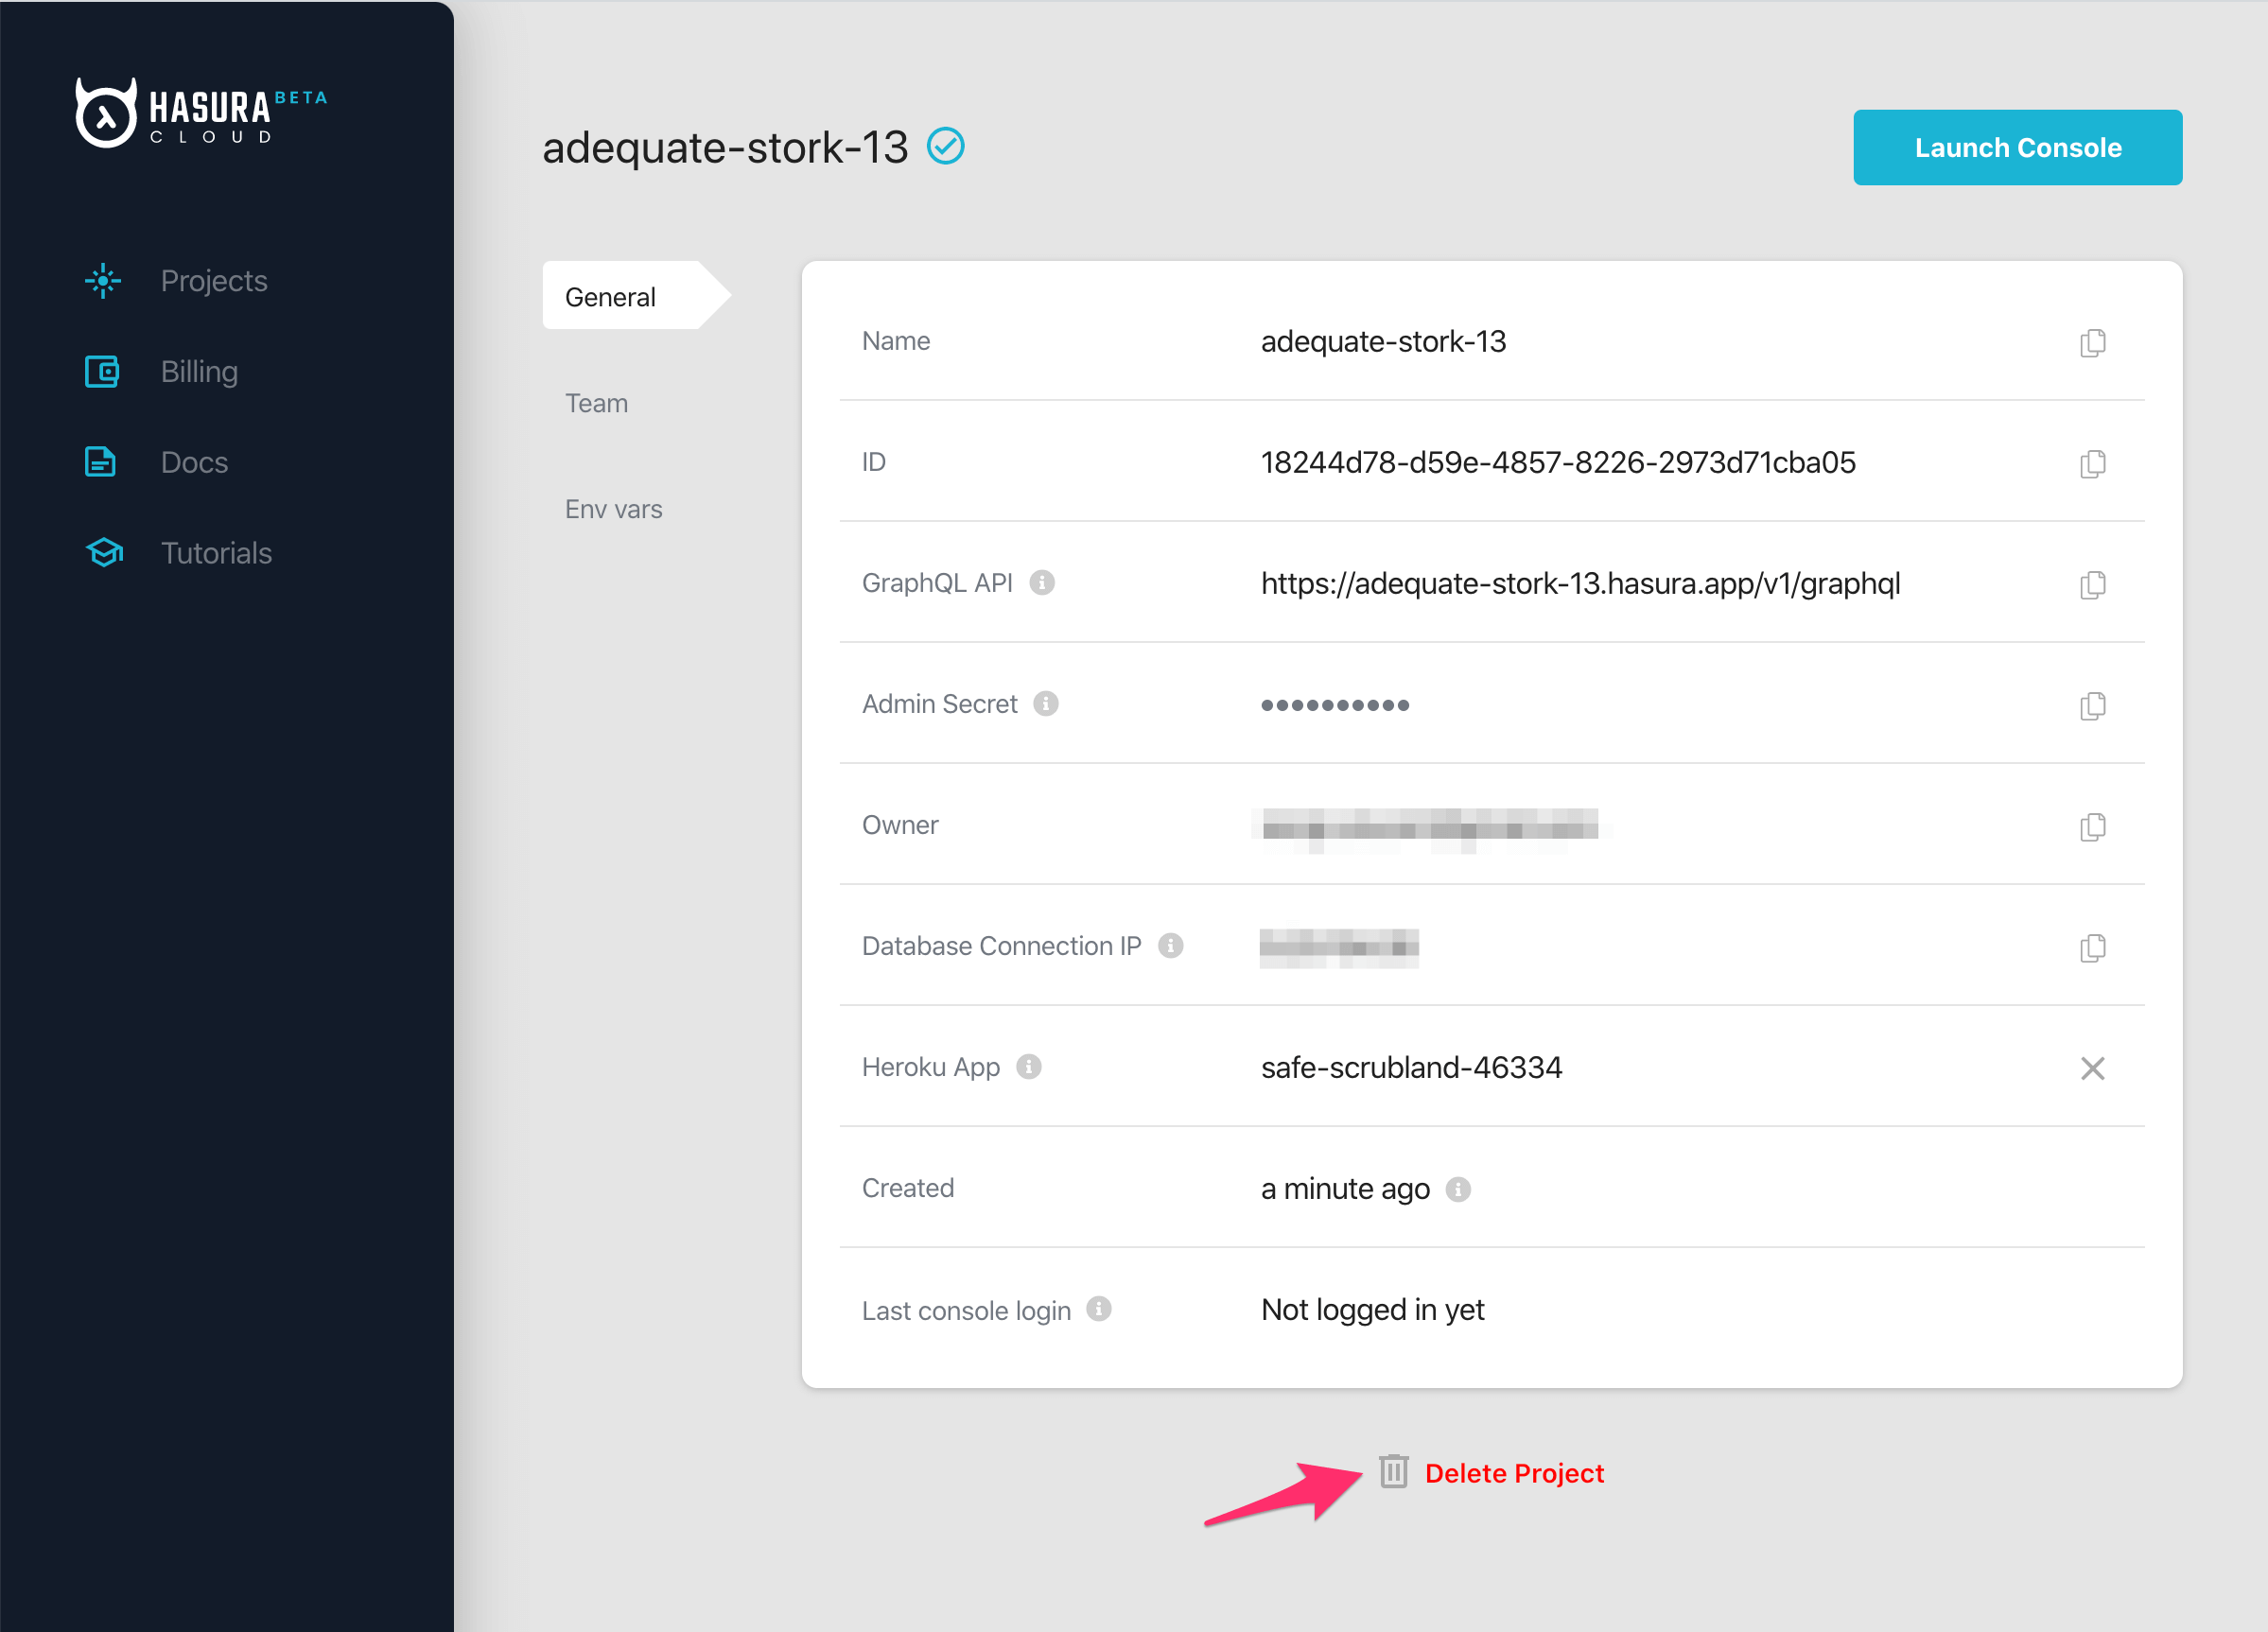 HASURA BETA
CLOUD
Projects
Billing
Docs
Tutorials
adequate-stork-13
Launch Console
General
Team
Env vars
Name adequate-stork-13
ID 18244d78-d59e-4857-8226-2973d71cba05
GraphQL API https://adequate-stork-13.hasura.app/v1/graphql
Admin Secret ••••••••••
Owner
Database Connection IP
Heroku App safe-scrubland-46334
Created a minute ago
Last console login Not logged in yet
Delete Project